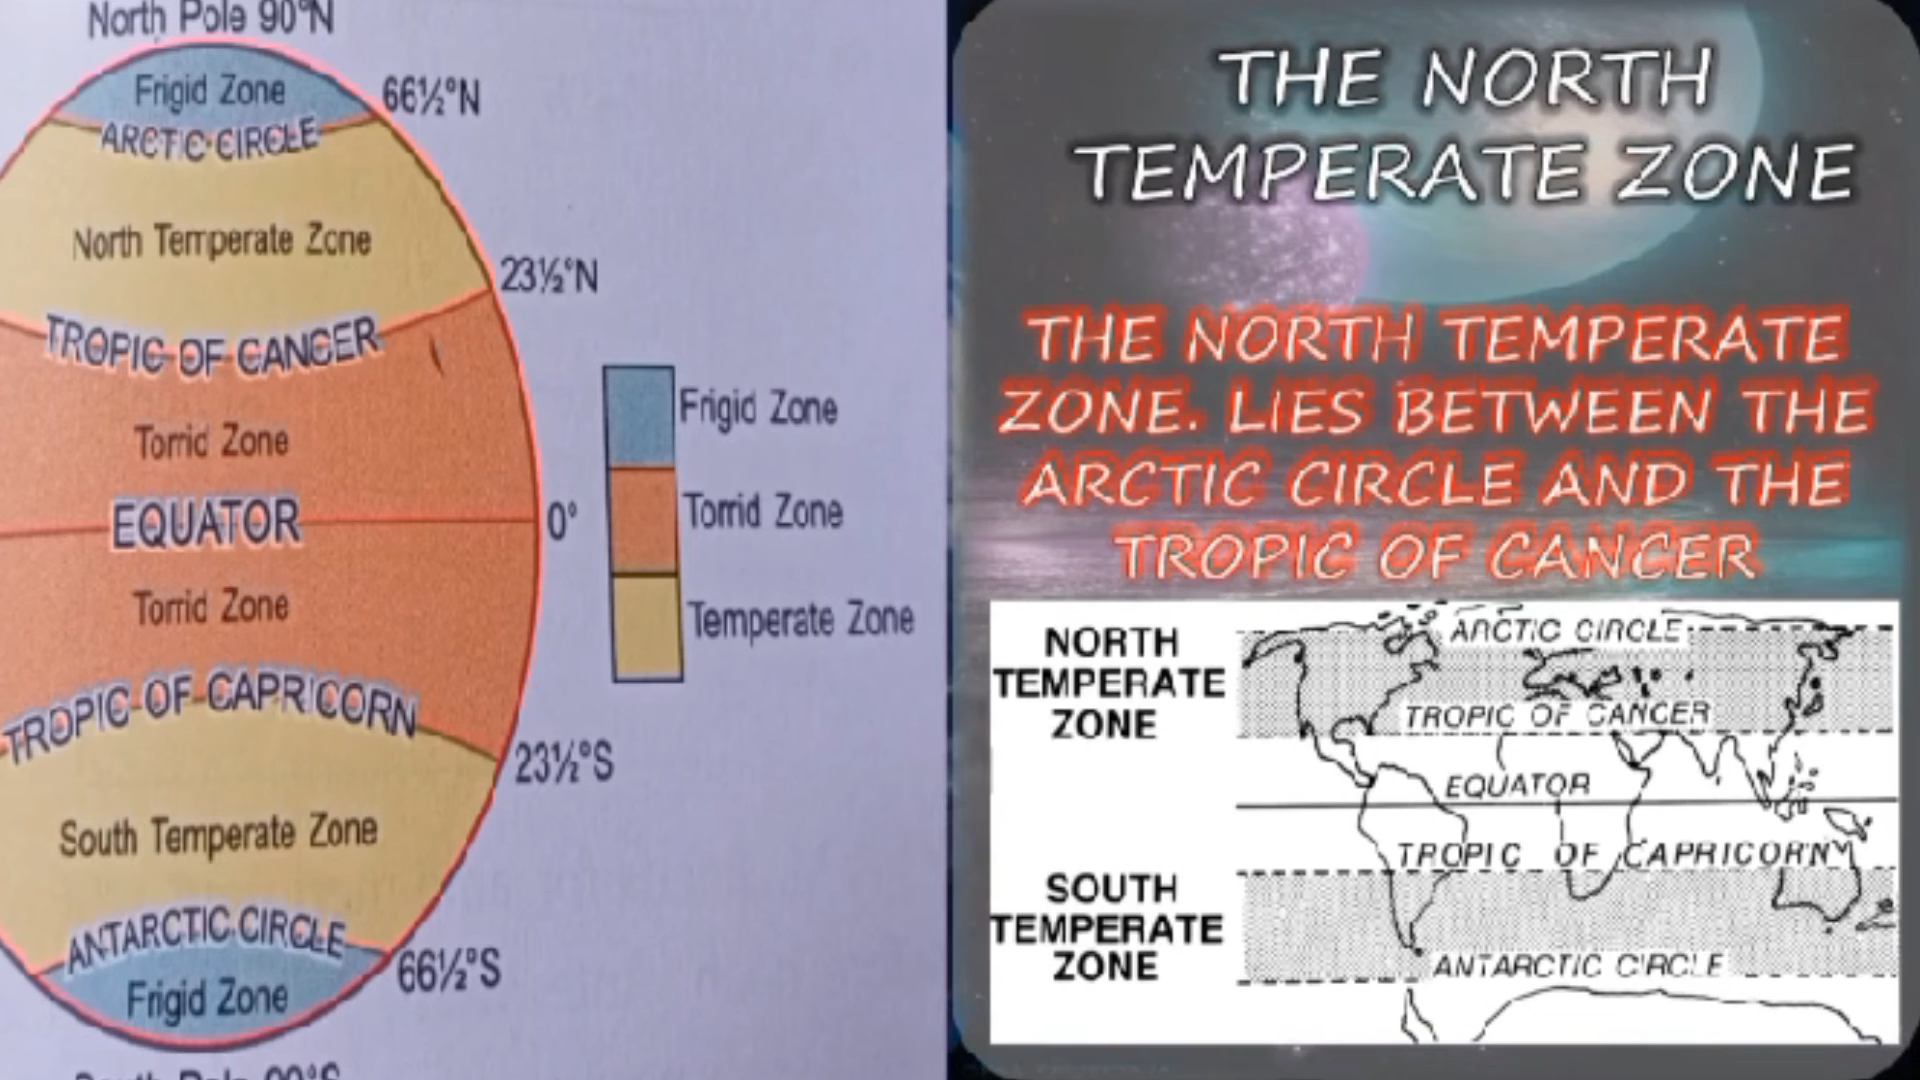 North Pole 90°N
Frigid Zone
66½°N
ARCTIC CIRCLE
North Temperate Zone
23½°N
TROPIC OF CANCER
Torrid Zone
EQUATOR
0°
Torrid Zone
TROPIC OF CAPRICORN
23½°S
South Temperate Zone
ANTARCTIC CIRCLE
66½°S
Frigid Zone
South Pole 90°S
Frigid Zone
Torrid Zone
Temperate Zone
THE NORTH
TEMPERATE ZONE
THE NORTH TEMPERATE
ZONE. LIES BETWEEN THE
ARCTIC CIRCLE AND THE
TROPIC OF CANCER
NORTH
TEMPERATE
ZONE
ARCTIC CIRCLE
TROPIC OF CANCER
EQUATOR
TROPIC OF CAPRICORN
SOUTH
TEMPERATE
ZONE
ANTARCTIC CIRCLE